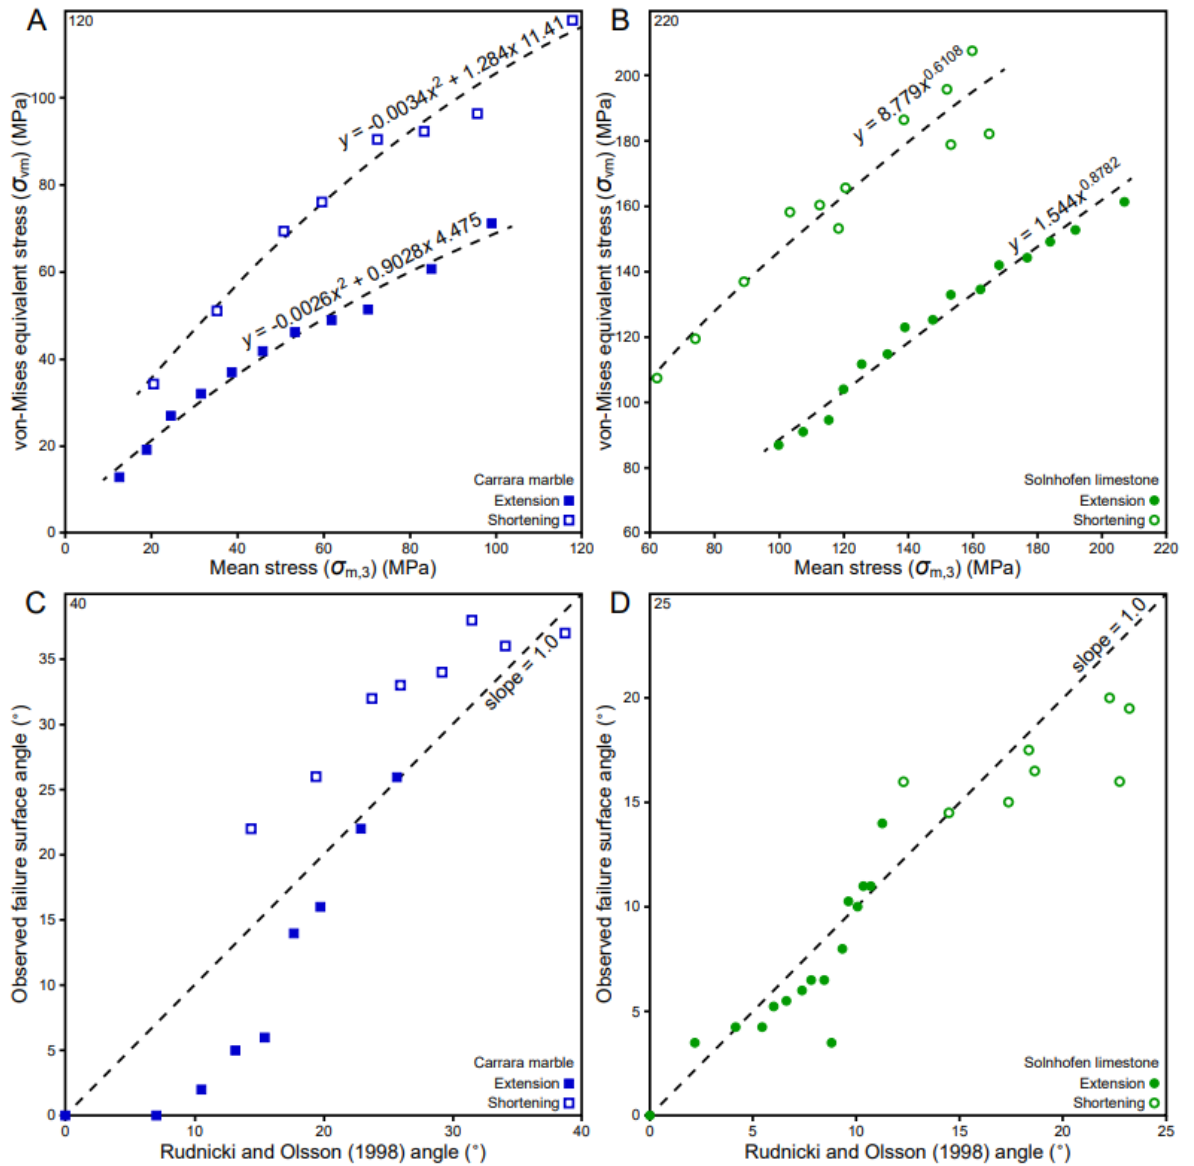 A
120
y = -0.0034x² + 1.284x 11.41
y = -0.0026x² + 0.9028x 4.475
von-Mises equivalent stress (σvm) (MPa)
100
80
60
40
20
0
Carrara marble
Extension
Shortening
0 20 40 60 80 100 120
Mean stress (σm,3) (MPa)
B
220
y = 8.779x^0.6108
y = 1.544x^0.8782
von-Mises equivalent stress (σvm) (MPa)
200
180
160
140
120
100
80
60
Solnhofen limestone
Extension
Shortening
60 80 100 120 140 160 180 200 220
Mean stress (σm,3) (MPa)
C
40
slope = 1.0
Observed failure surface angle (°)
35
30
25
20
15
10
5
0
Carrara marble
Extension
Shortening
0 10 20 30 40
Rudnicki and Olsson (1998) angle (°)
D
25
slope = 1.0
Observed failure surface angle (°)
20
15
10
5
0
Solnhofen limestone
Extension
Shortening
0 5 10 15 20 25
Rudnicki and Olsson (1998) angle (°)